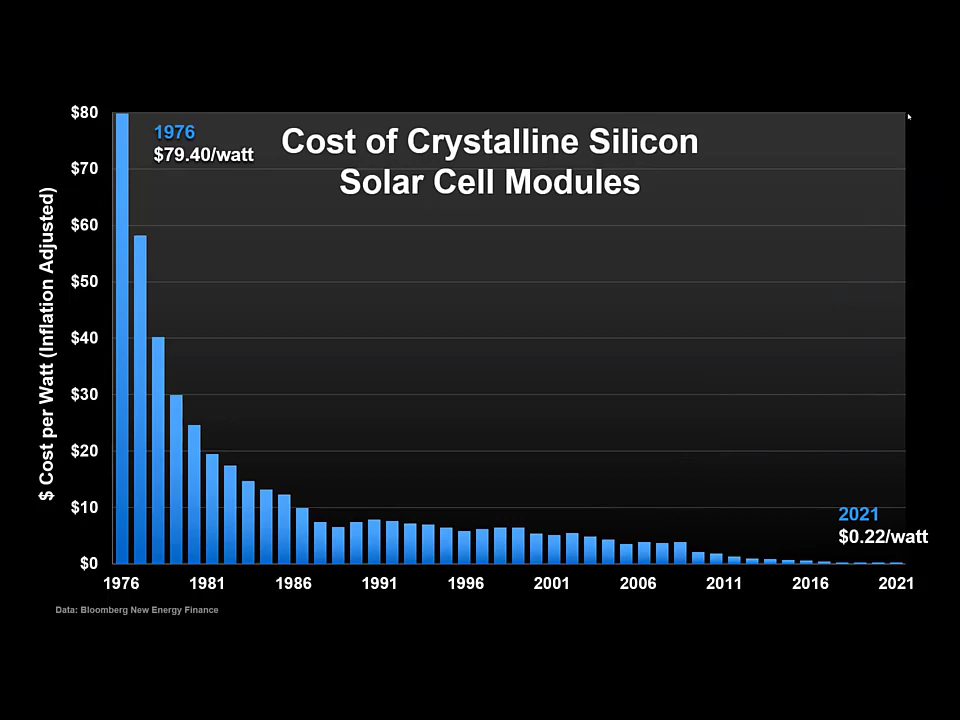 Cost of Crystalline Silicon
Solar Cell Modules
1976
$79.40/watt
$ Cost per Watt (Inflation Adjusted)
$80
$70
$60
$50
$40
$30
$20
$10
$0
2021
$0.22/watt
1976 1981 1986 1991 1996 2001 2006 2011 2016 2021
Data: Bloomberg New Energy Finance